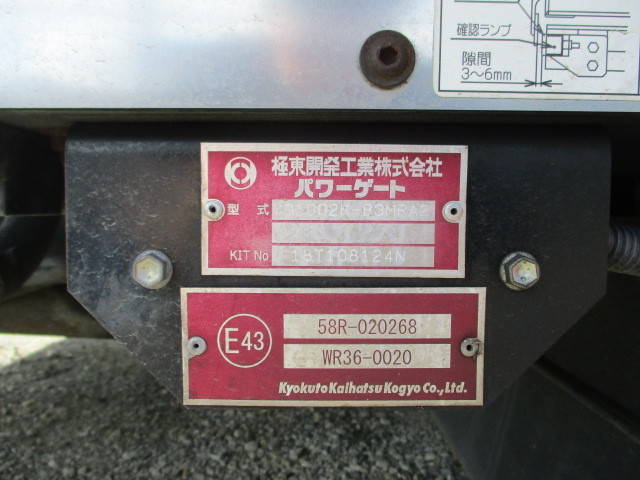 確認ランプ
隙間
3～6mm
極東開発工業株式会社
パワーゲート
型 式
KIT No 18T108124N
E43
58R-020268
WR36-0020
Kyokuto Kaihatsu Kogyo Co., Ltd.